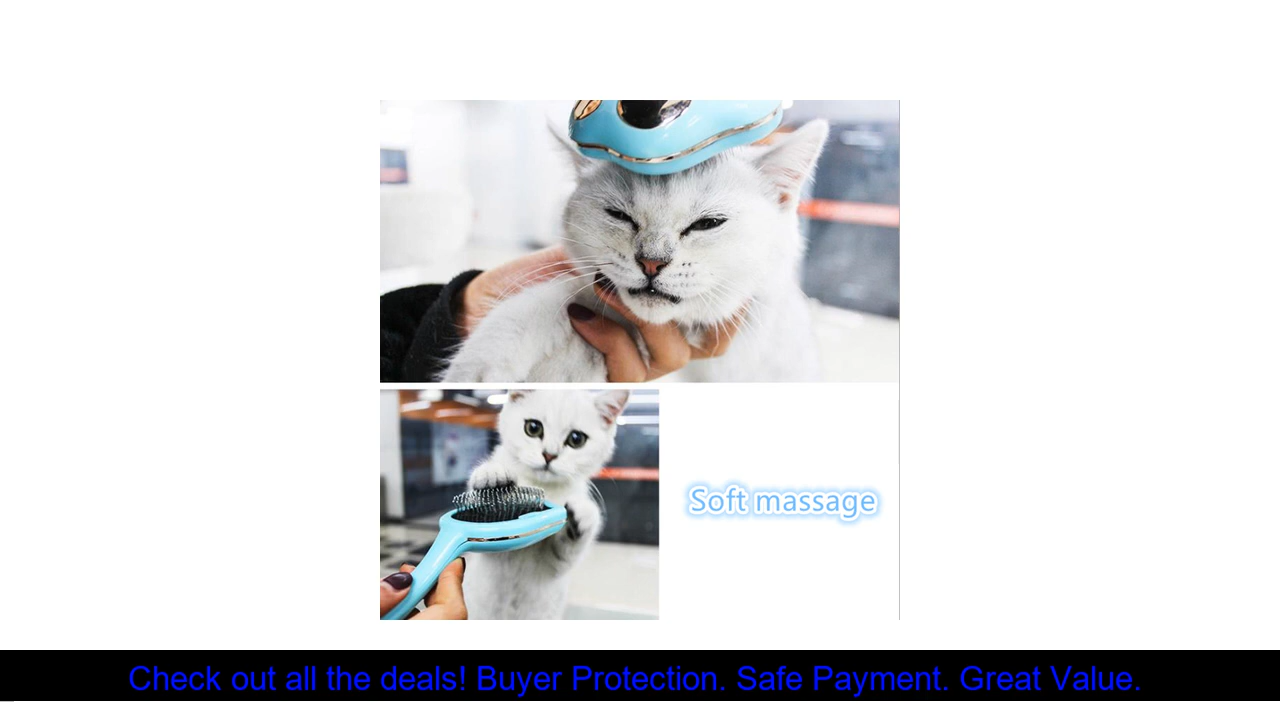 Soft massage
Check out all the deals! Buyer Protection. Safe Payment. Great Value.